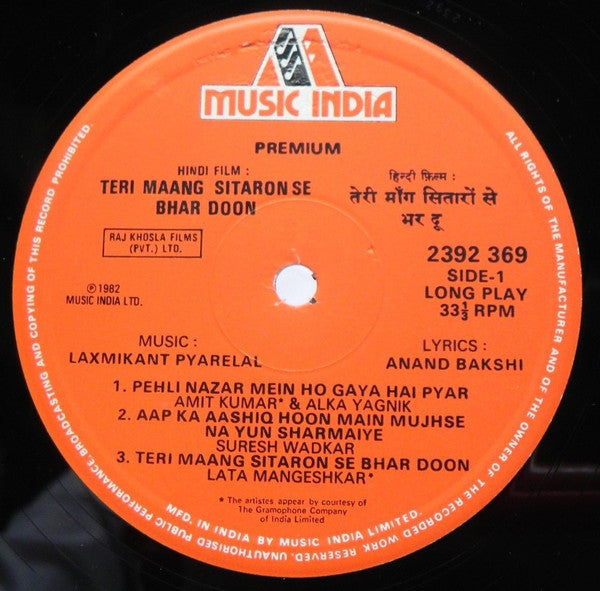 MUSIC INDIA
PREMIUM
HINDI FILM :
TERI MAANG SITARON SE
BHAR DOON
हिन्दी फ़िल्म :
तेरी माँग सितारों से
भर दू
RAJ KHOSLA FILMS
(PVT.) LTD.
℗1982
MUSIC INDIA LTD.
2392 369
SIDE-1
LONG PLAY
33⅓ RPM
MUSIC :
LAXMIKANT PYARELAL
LYRICS :
ANAND BAKSHI
1. PEHLI NAZAR MEIN HO GAYA HAI PYAR
AMIT KUMAR* & ALKA YAGNIK
2. AAP KA AASHIQ HOON MAIN MUJHSE
NA YUN SHARMAIYE
SURESH WADKAR
3. TERI MAANG SITARON SE BHAR DOON
LATA MANGESHKAR*
* The artistes appear by courtesy of
The Gramophone Company
of India Limited
MFD. IN INDIA BY MUSIC INDIA LIMITED.
ALL RIGHTS OF THE MANUFACTURER AND OF THE OWNER OF THE RECORDED WORK RESERVED. UNAUTHORISED PUBLIC PERFORMANCE BROADCASTING AND COPYING OF THIS RECORD PROHIBITED.